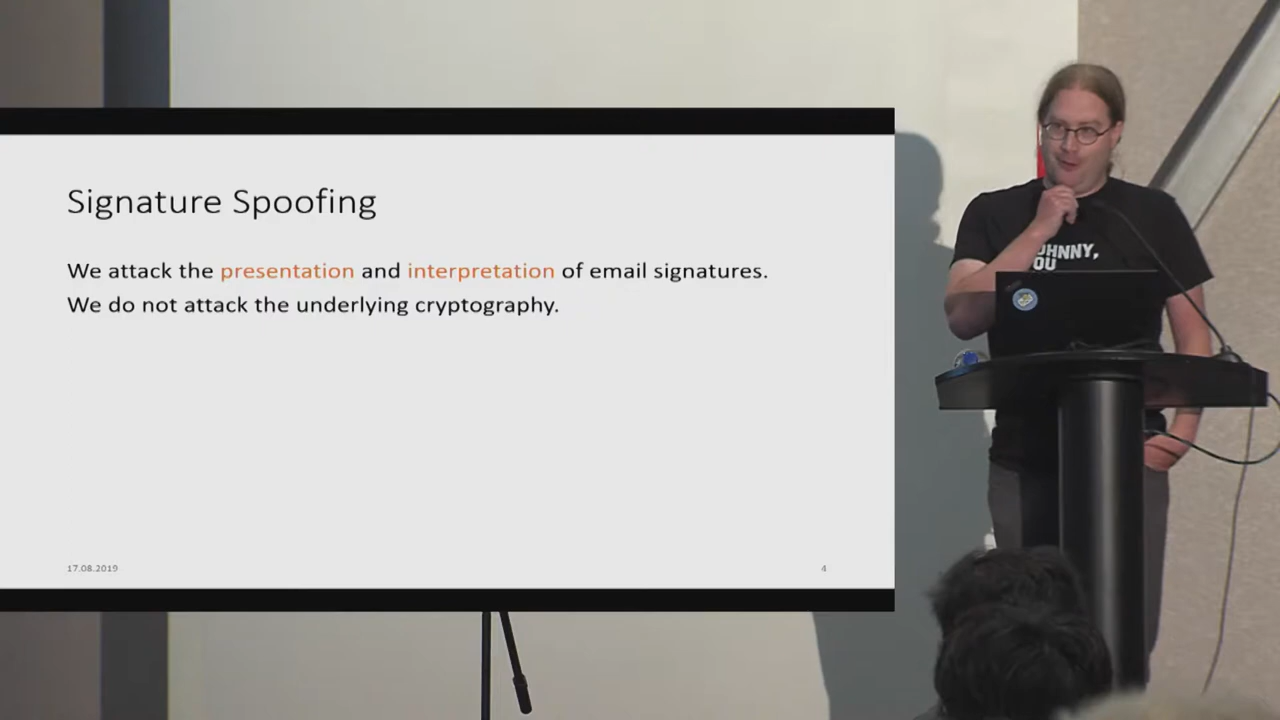 Signature Spoofing
We attack the presentation and interpretation of email signatures.
We do not attack the underlying cryptography.
17.08.2019
4